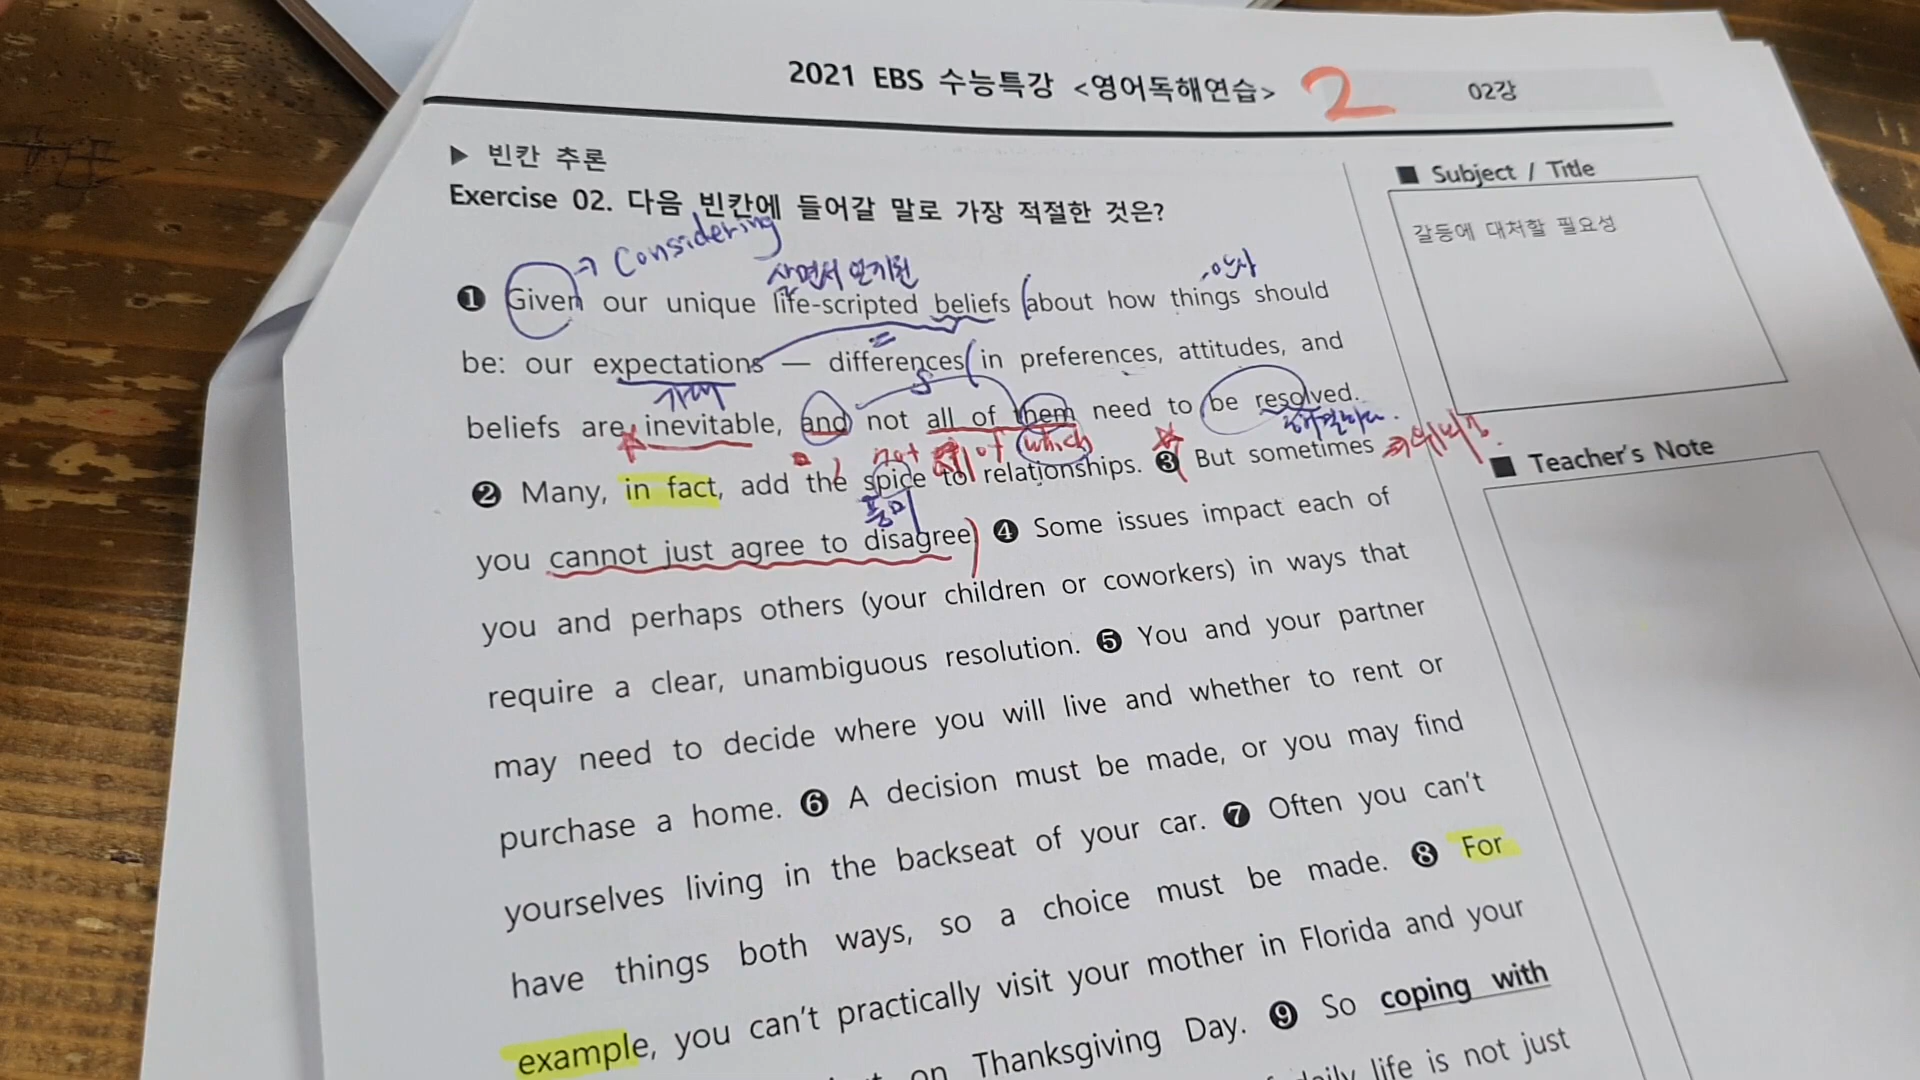 2021 EBS 수능특강 <영어독해연습> 2 02강
▶ 빈칸 추론
Exercise 02. 다음 빈칸에 들어갈 말로 가장 적절한 것은?
→ Considering
❶ Given our unique life-scripted beliefs about how things should
be: our expectations — differences in preferences, attitudes, and
beliefs are inevitable, and not all of them need to be resolved.
not all of which
❷ Many, in fact, add the spice to relationships. ❸ But sometimes
풍미
you cannot just agree to disagree ❹ Some issues impact each of
you and perhaps others (your children or coworkers) in ways that
require a clear, unambiguous resolution. ❺ You and your partner
may need to decide where you will live and whether to rent or
purchase a home. ❻ A decision must be made, or you may find
yourselves living in the backseat of your car. ❼ Often you can't
have things both ways, so a choice must be made. ❽ For
example, you can't practically visit your mother in Florida and your
on Thanksgiving Day. ❾ So coping with
daily life is not just
■ Subject / Title
갈등에 대처할 필요성
■ Teacher's Note